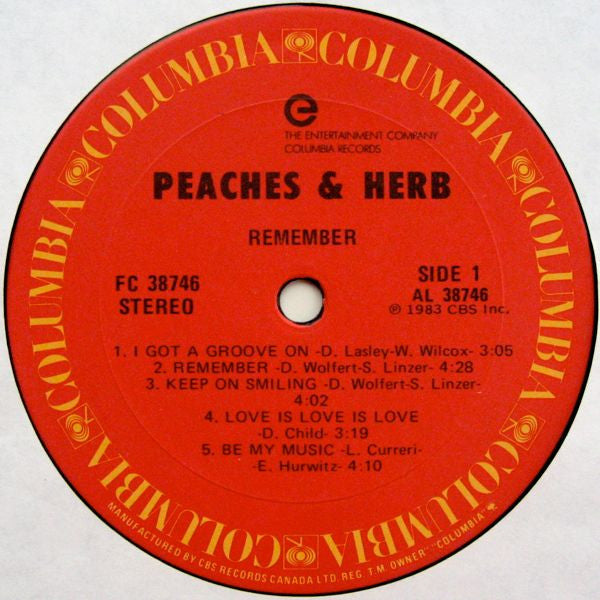 COLUMBIA COLUMBIA COLUMBIA COLUMBIA COLUMBIA COLUMBIA COLUMBIA COLUMBIA
e
THE ENTERTAINMENT COMPANY
COLUMBIA RECORDS
PEACHES & HERB
REMEMBER
FC 38746
STEREO
SIDE 1
AL 38746
℗ 1983 CBS Inc.
1. I GOT A GROOVE ON -D. Lasley-W. Wilcox- 3:05
2. REMEMBER -D. Wolfert-S. Linzer- 4:28
3. KEEP ON SMILING -D. Wolfert-S. Linzer-
4:02
4. LOVE IS LOVE IS LOVE
-D. Child- 3:19
5. BE MY MUSIC -L. Curreri-
E. Hurwitz- 4:10
MANUFACTURED BY CBS RECORDS CANADA LTD. REG. T.M. OWNER "COLUMBIA"